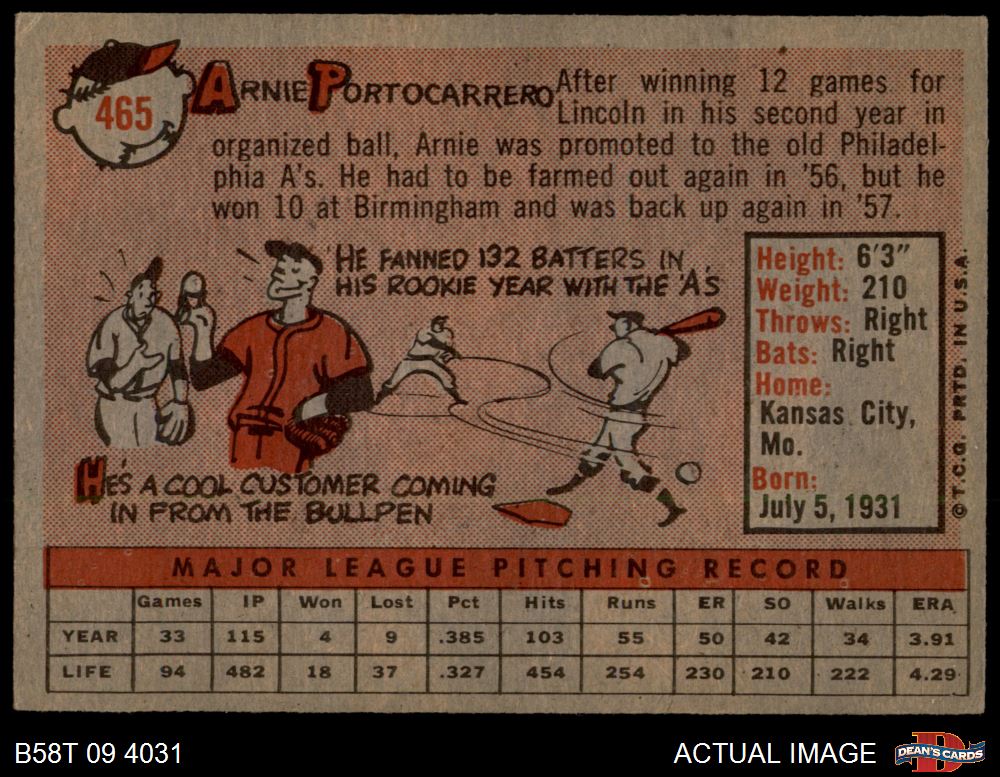 465
ARNIE PORTOCARRERO
After winning 12 games for
Lincoln in his second year in
organized ball, Arnie was promoted to the old Philadel-
phia A's. He had to be farmed out again in '56, but he
won 10 at Birmingham and was back up again in '57.
HE FANNED 132 BATTERS IN
HIS ROOKIE YEAR WITH THE 'A'S
HE'S A COOL CUSTOMER COMING
IN FROM THE BULLPEN
Height: 6'3"
Weight: 210
Throws: Right
Bats: Right
Home:
Kansas City,
Mo.
Born:
July 5, 1931
© T.C.G. PRTD. IN U.S.A.
MAJOR LEAGUE PITCHING RECORD
Games IP Won Lost Pct Hits Runs ER SO Walks ERA
YEAR 33 115 4 9 .385 103 55 50 42 34 3.91
LIFE 94 482 18 37 .327 454 254 230 210 222 4.29
B58T 09 4031
ACTUAL IMAGE
D
DEAN'S CARDS